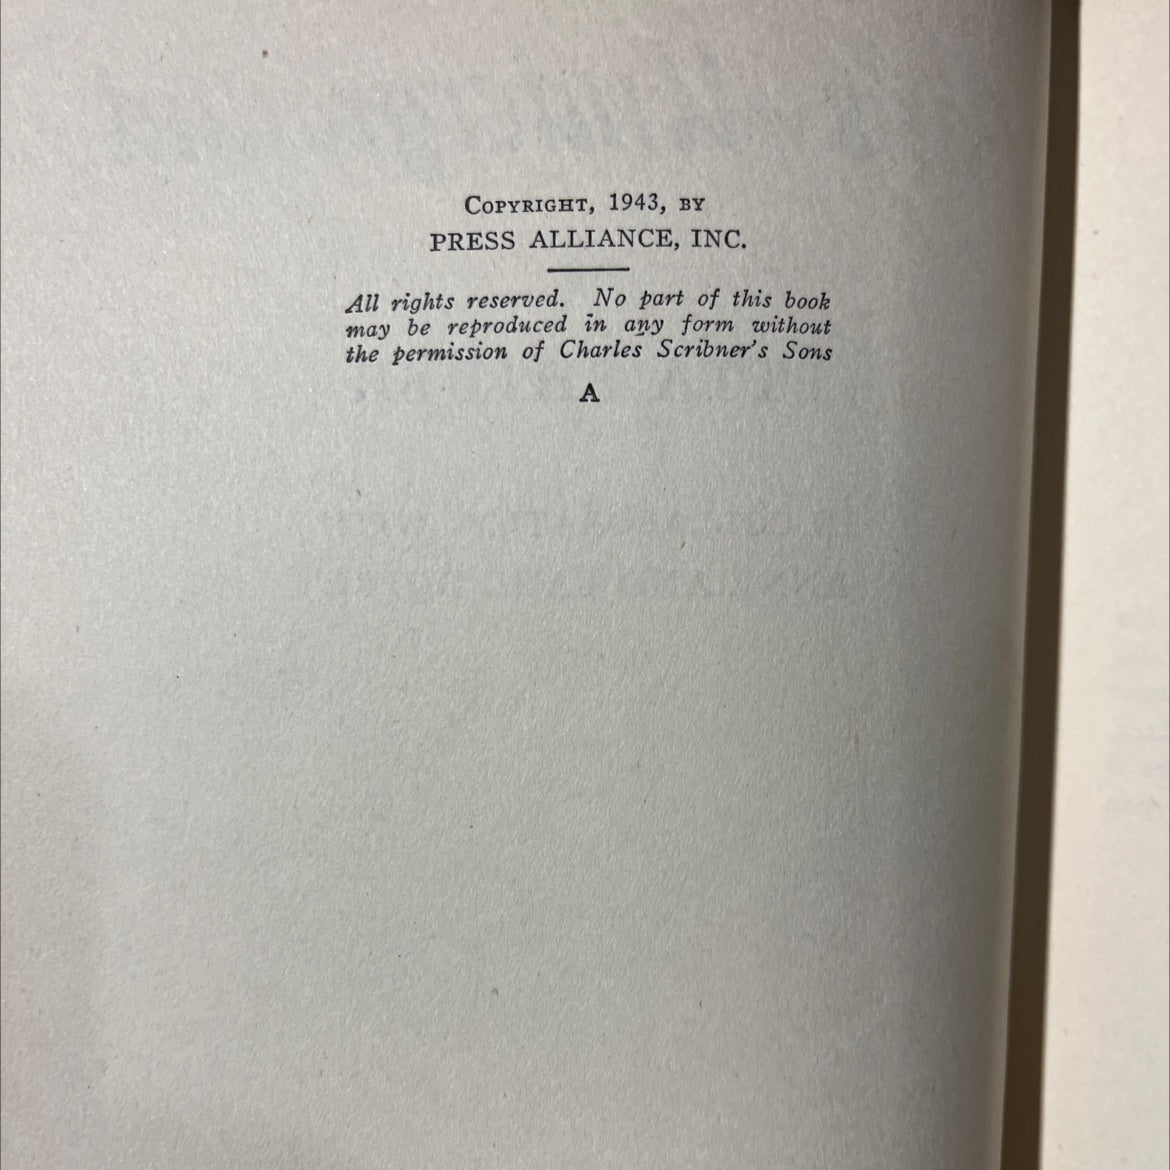 COPYRIGHT, 1943, BY
PRESS ALLIANCE, INC.
All rights reserved. No part of this book
may be reproduced in any form without
the permission of Charles Scribner's Sons
A